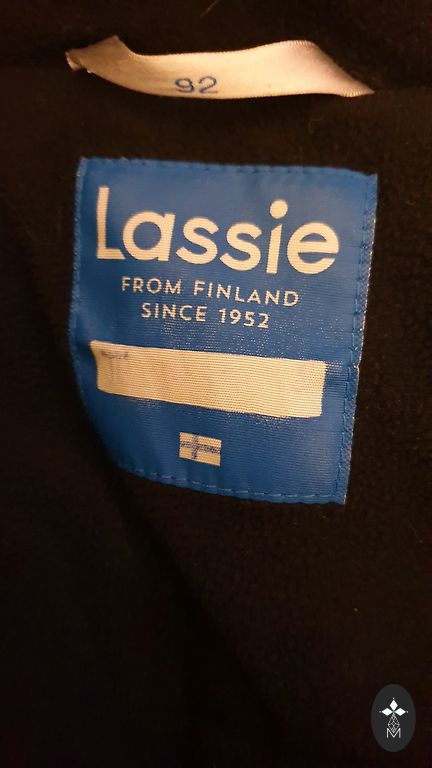 92
Lassie
FROM FINLAND
SINCE 1952
M